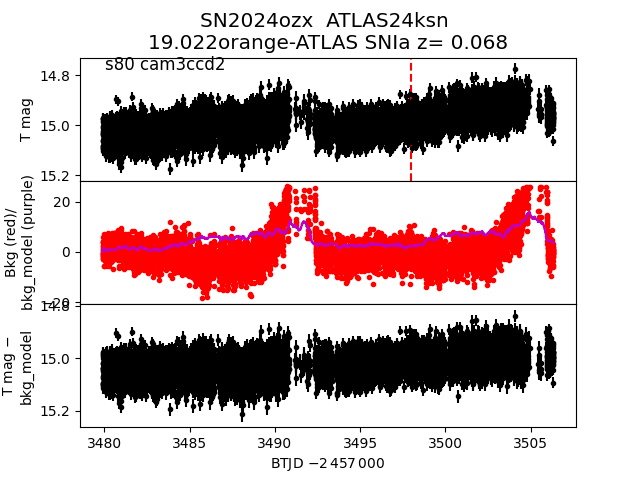 SN2024ozx  ATLAS24ksn
19.022orange-ATLAS SNIa z= 0.068
s80 cam3ccd2
T mag
14.8
15.0
15.2
Bkg (red)/
bkg_model (purple)
20
0
−20
T mag −
bkg_model
14.8
15.0
15.2
3480 3485 3490 3495 3500 3505
BTJD −2 457 000